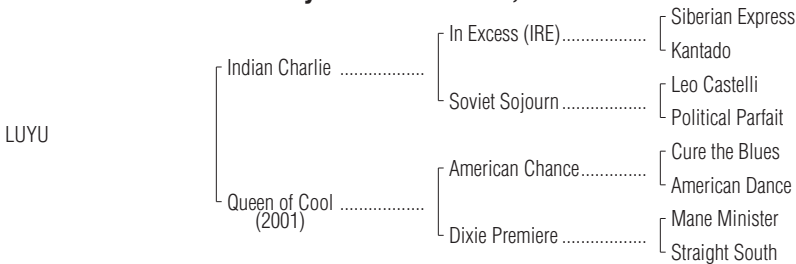 Siberian Express
In Excess (IRE)..................
Kantado
Indian Charlie ..................
Leo Castelli
Soviet Sojourn ..................
Political Parfait
LUYU
Cure the Blues
American Chance..............
American Dance
Queen of Cool ..................
(2001)
Mane Minister
Dixie Premiere ..................
Straight South